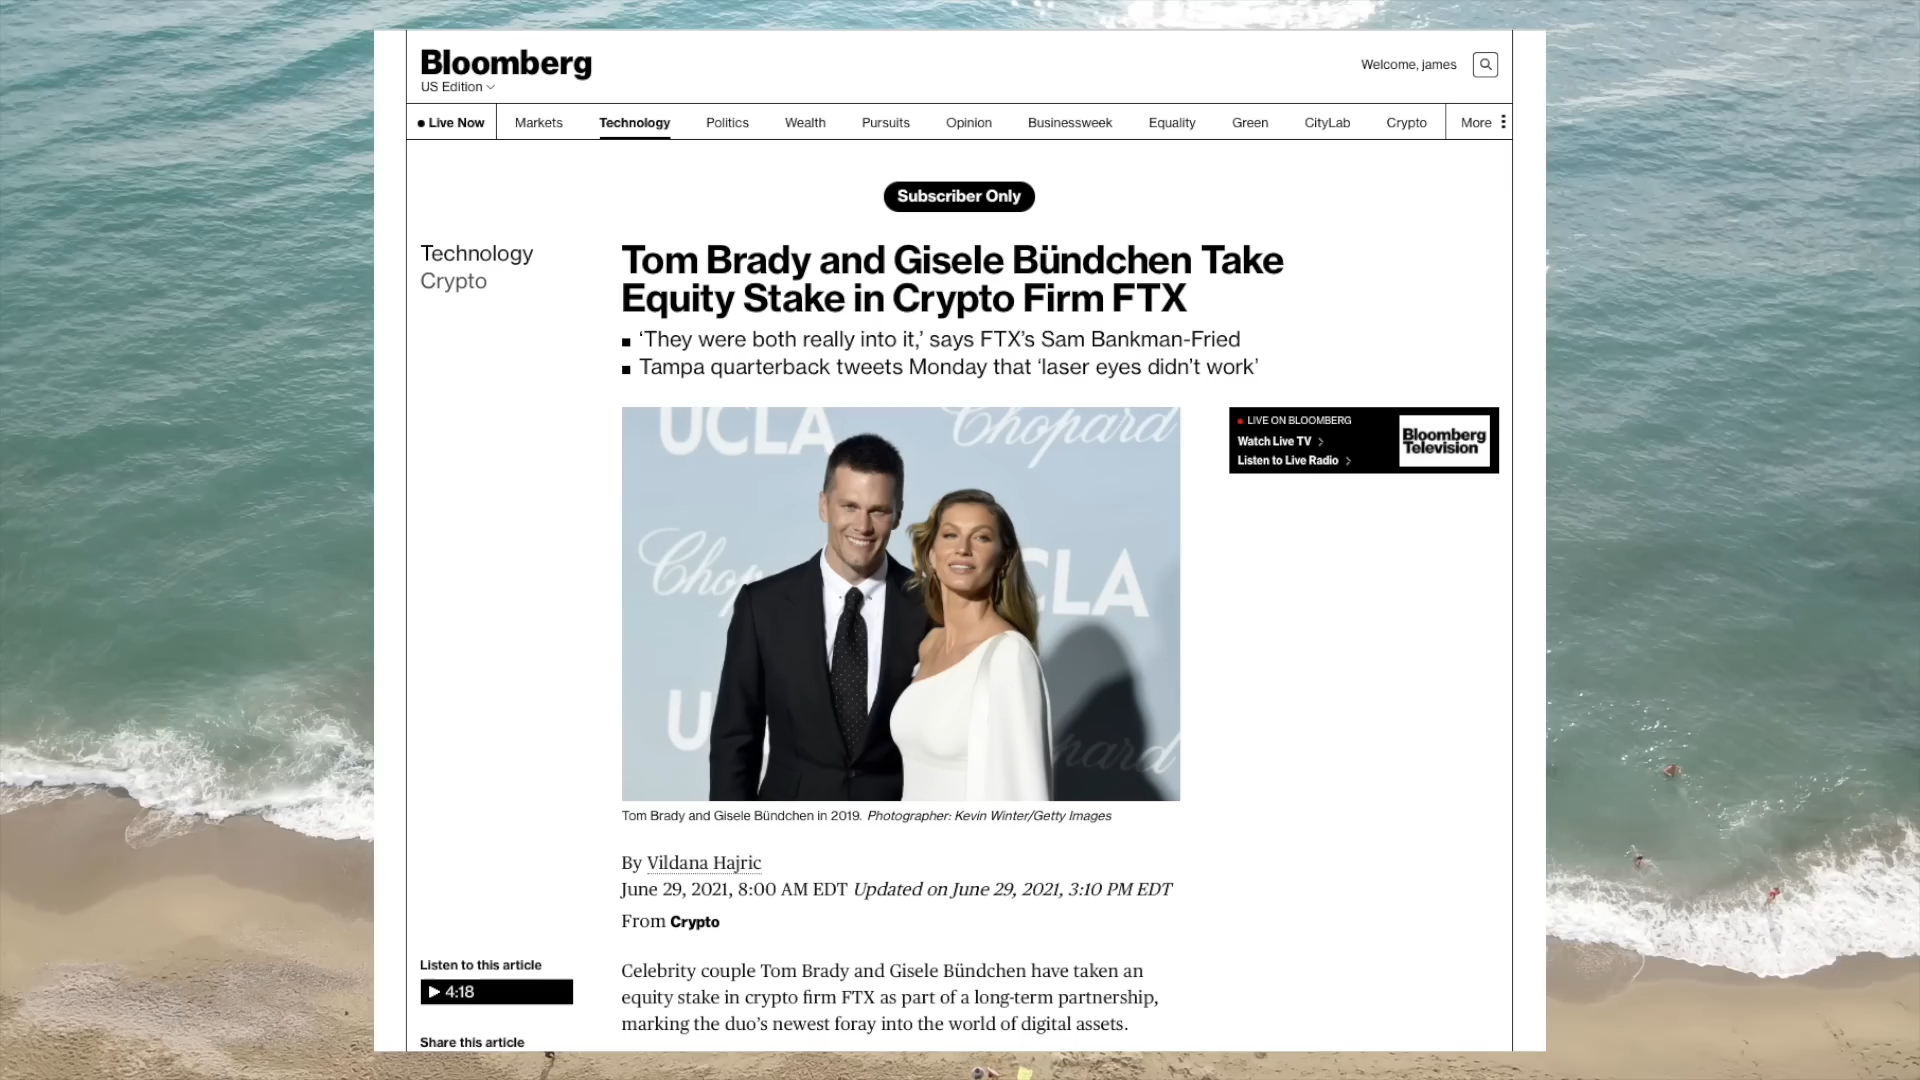 Bloomberg
US Edition
Welcome, james
Live Now Markets Technology Politics Wealth Pursuits Opinion Businessweek Equality Green CityLab Crypto More
Subscriber Only
Technology
Crypto
Tom Brady and Gisele Bündchen Take
Equity Stake in Crypto Firm FTX
‘They were both really into it,’ says FTX’s Sam Bankman-Fried
Tampa quarterback tweets Monday that ‘laser eyes didn’t work’
UCLA
Chopard
Chop
CLA
U
pard
LIVE ON BLOOMBERG
Watch Live TV
Listen to Live Radio
Bloomberg
Television
Tom Brady and Gisele Bündchen in 2019. Photographer: Kevin Winter/Getty Images
By Vildana Hajric
June 29, 2021, 8:00 AM EDT Updated on June 29, 2021, 3:10 PM EDT
From Crypto
Listen to this article
4:18
Share this article
Celebrity couple Tom Brady and Gisele Bündchen have taken an
equity stake in crypto firm FTX as part of a long-term partnership,
marking the duo’s newest foray into the world of digital assets.